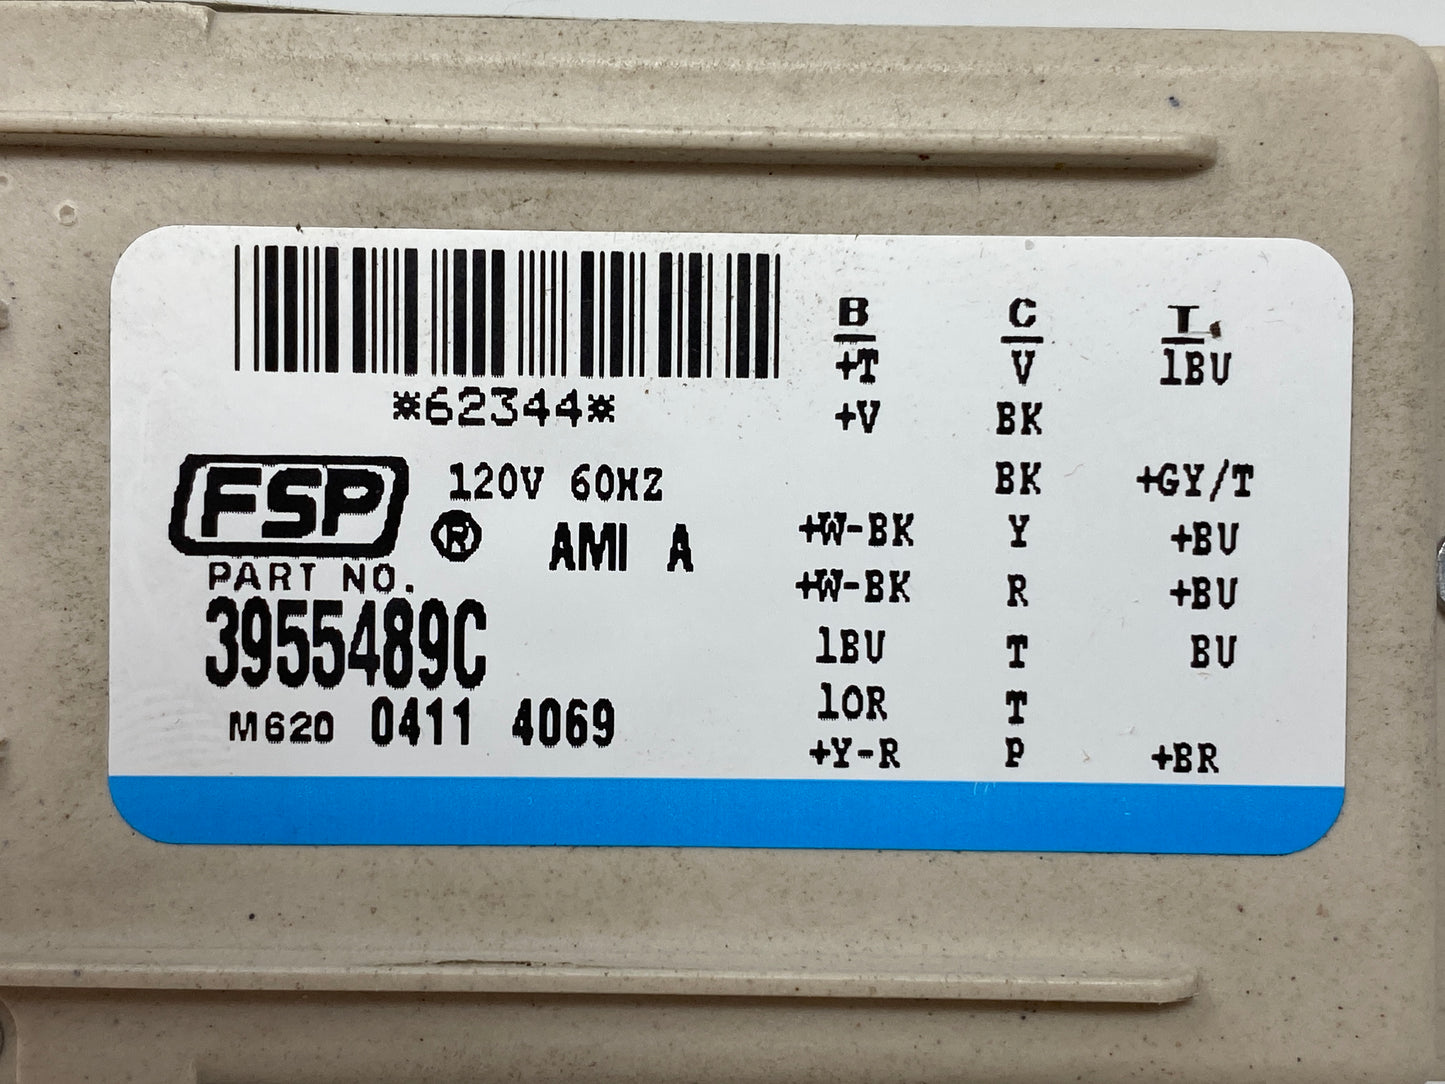 *62344*
FSP ® 120V 60HZ
AMI A
PART NO.
3955489C
M620 0411 4069
B C T
+T V 1BU
+V BK
BK +GY/T
+W-BK Y +BU
+W-BK R +BU
1BU T BU
1OR T
+Y-R P +BR